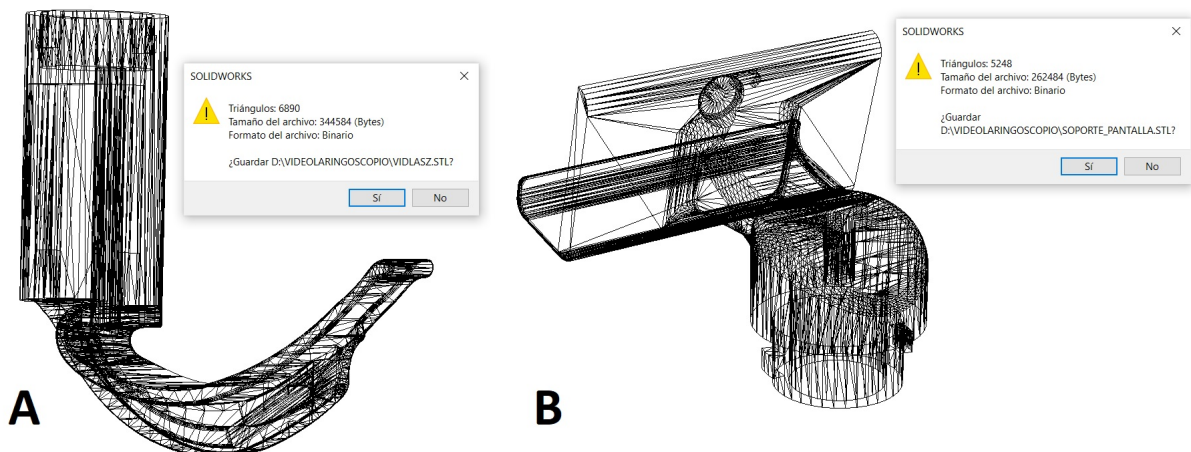 SOLIDWORKS
Triángulos: 6890
Tamaño del archivo: 344584 (Bytes)
Formato del archivo: Binario
¿Guardar D:\VIDEOLARINGOSCOPIO\VIDLASZ.STL?
Sí
No
A
SOLIDWORKS
Triángulos: 5248
Tamaño del archivo: 262484 (Bytes)
Formato del archivo: Binario
¿Guardar
D:\VIDEOLARINGOSCOPIO\SOPORTE_PANTALLA.STL?
Sí
No
B